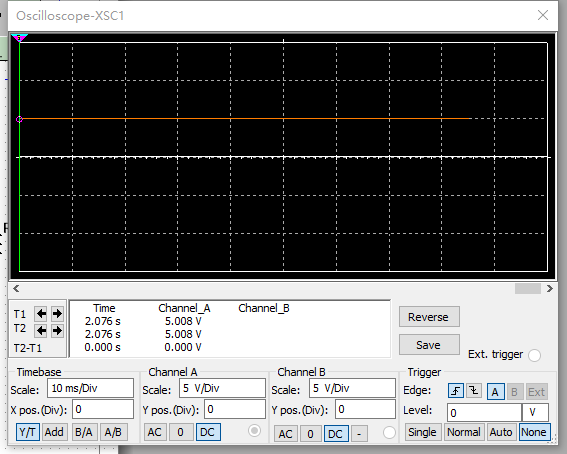 Oscilloscope-XSC1
Time Channel_A Channel_B
T1 2.076 s 5.008 V
T2 2.076 s 5.008 V
T2-T1 0.000 s 0.000 V
Reverse
Save
Ext. trigger
Timebase Channel A Channel B Trigger
Scale: 10 ms/Div Scale: 5 V/Div Scale: 5 V/Div Edge: A B Ext
X pos.(Div): 0 Y pos.(Div): 0 Y pos.(Div): 0 Level: 0 V
Y/T Add B/A A/B AC 0 DC AC 0 DC - Single Normal Auto None